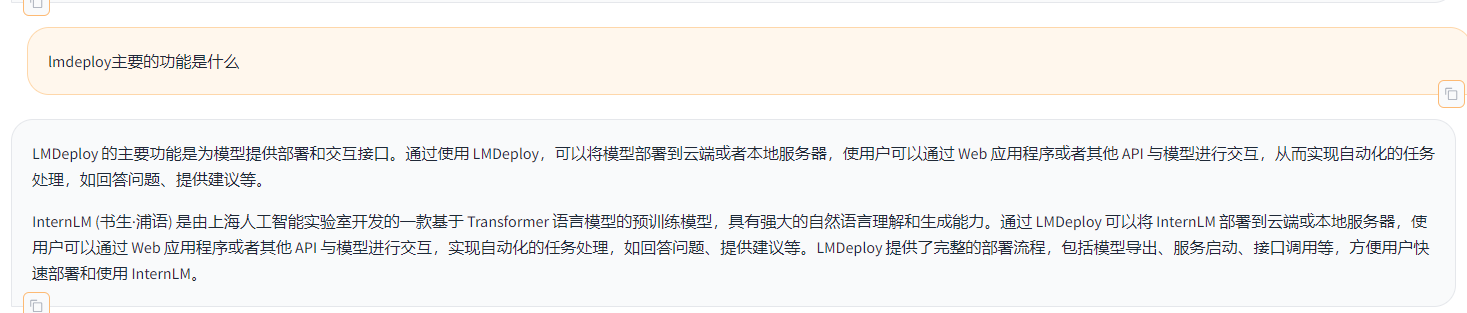 lmdeploy主要的功能是什么
LMDeploy 的主要功能是为模型提供部署和交互接口。通过使用 LMDeploy，可以将模型部署到云端或者本地服务器，使用户可以通过 Web 应用程序或者其他 API 与模型进行交互，从而实现自动化的任务
处理，如回答问题、提供建议等。
InternLM (书生·浦语) 是由上海人工智能实验室开发的一款基于 Transformer 语言模型的预训练模型，具有强大的自然语言理解和生成能力。通过 LMDeploy 可以将 InternLM 部署到云端或本地服务器，使
用户可以通过 Web 应用程序或者其他 API 与模型进行交互，实现自动化的任务处理，如回答问题、提供建议等。LMDeploy 提供了完整的部署流程，包括模型导出、服务启动、接口调用等，方便用户快
速部署和使用 InternLM。